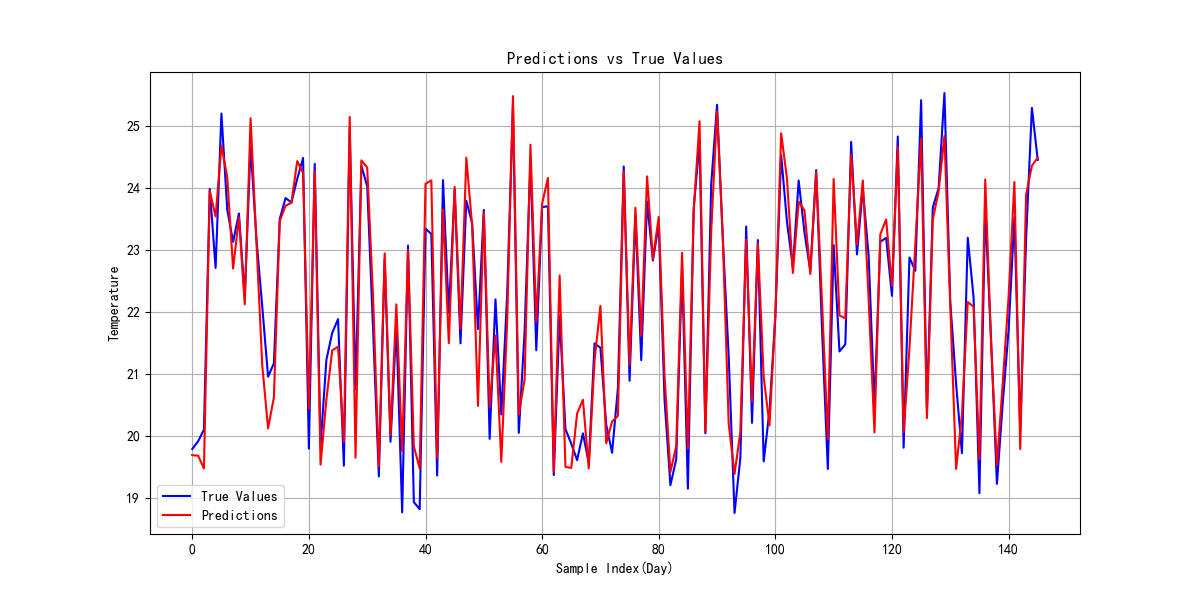 Predictions vs True Values
Temperature
25
24
23
22
21
20
19
True Values
Predictions
0 20 40 60 80 100 120 140
Sample Index(Day)